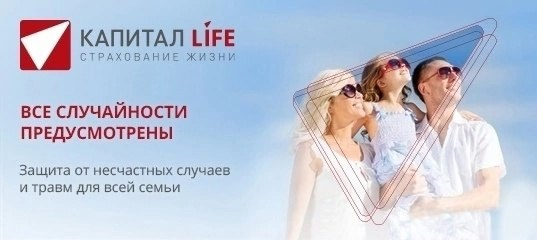 КАПИТАЛ LIFE
СТРАХОВАНИЕ ЖИЗНИ
ВСЕ СЛУЧАЙНОСТИ
ПРЕДУСМОТРЕНЫ
Защита от несчастных случаев
и травм для всей семьи